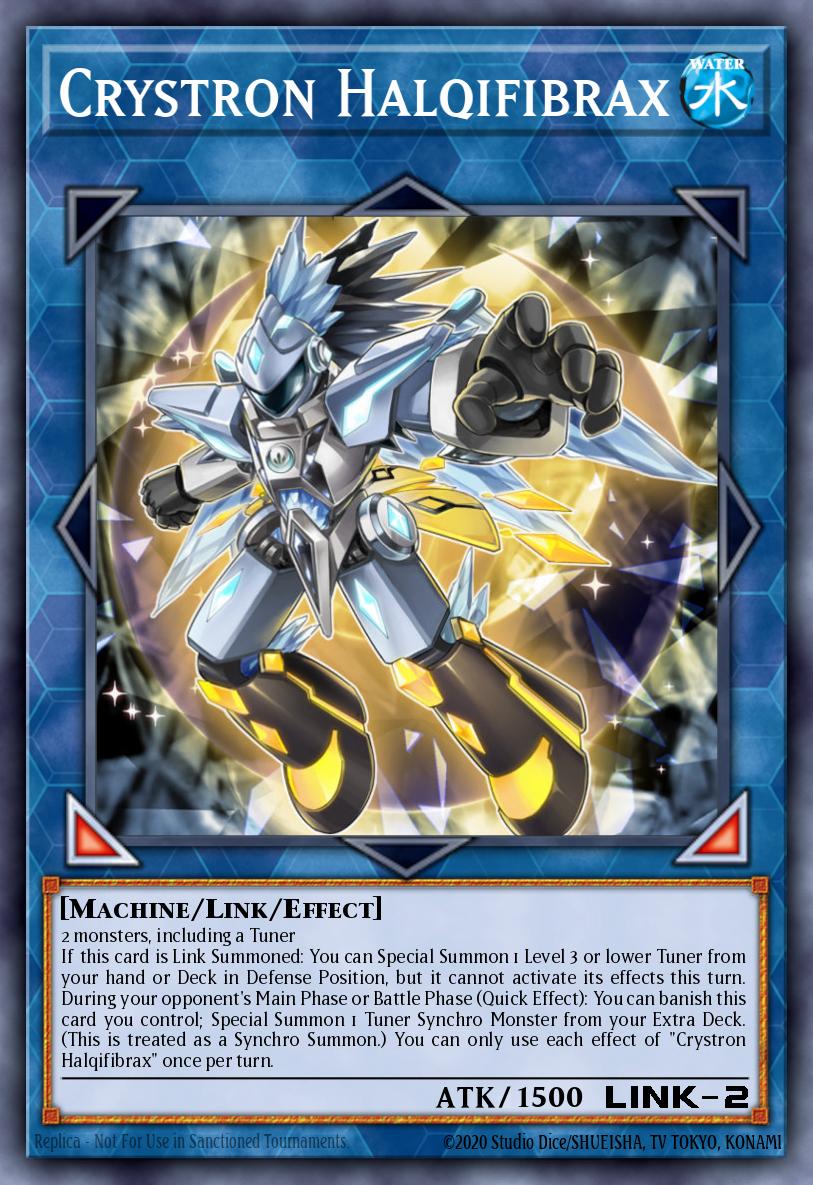 Crystron Halqifibrax
WATER
水
[Machine/Link/Effect]
2 monsters, including a Tuner
If this card is Link Summoned: You can Special Summon 1 Level 3 or lower Tuner from
your hand or Deck in Defense Position, but it cannot activate its effects this turn.
During your opponent's Main Phase or Battle Phase (Quick Effect): You can banish this
card you control; Special Summon 1 Tuner Synchro Monster from your Extra Deck.
(This is treated as a Synchro Summon.) You can only use each effect of "Crystron
Halqifibrax" once per turn.
ATK/1500 LINK-2
Replica - Not For Use in Sanctioned Tournaments. ©2020 Studio Dice/SHUEISHA, TV TOKYO, KONAMI